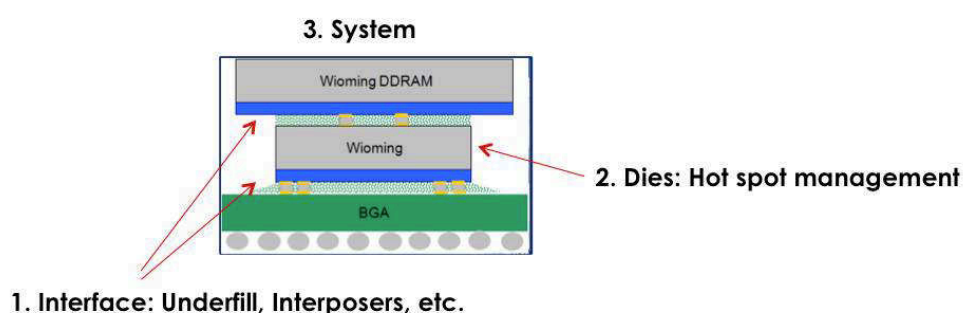 3. System
Wioming DDRAM
Wioming
2. Dies: Hot spot management
BGA
1. Interface: Underfill, Interposers, etc.